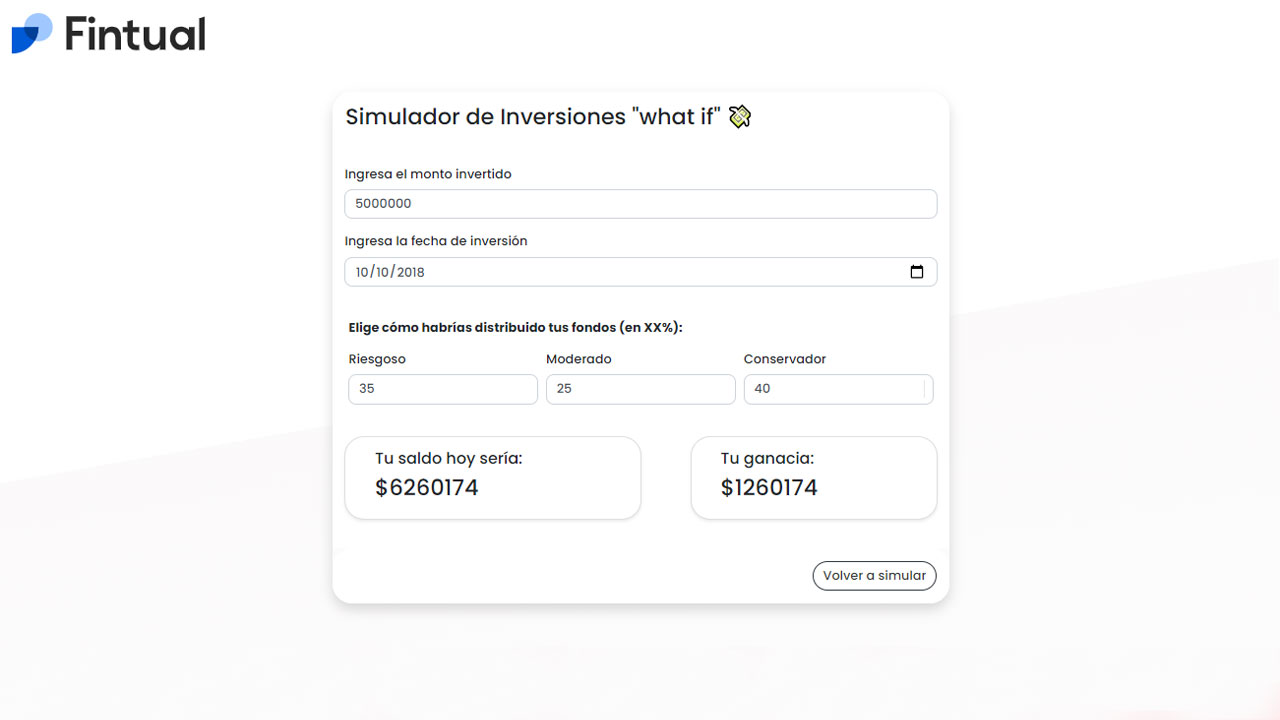 Fintual
Simulador de Inversiones "what if"
Ingresa el monto invertido
5000000
Ingresa la fecha de inversión
10/10/2018
Elige cómo habrías distribuido tus fondos (en XX%):
Riesgoso Moderado Conservador
35 25 40
Tu saldo hoy sería: Tu ganacia:
$6260174 $1260174
Volver a simular